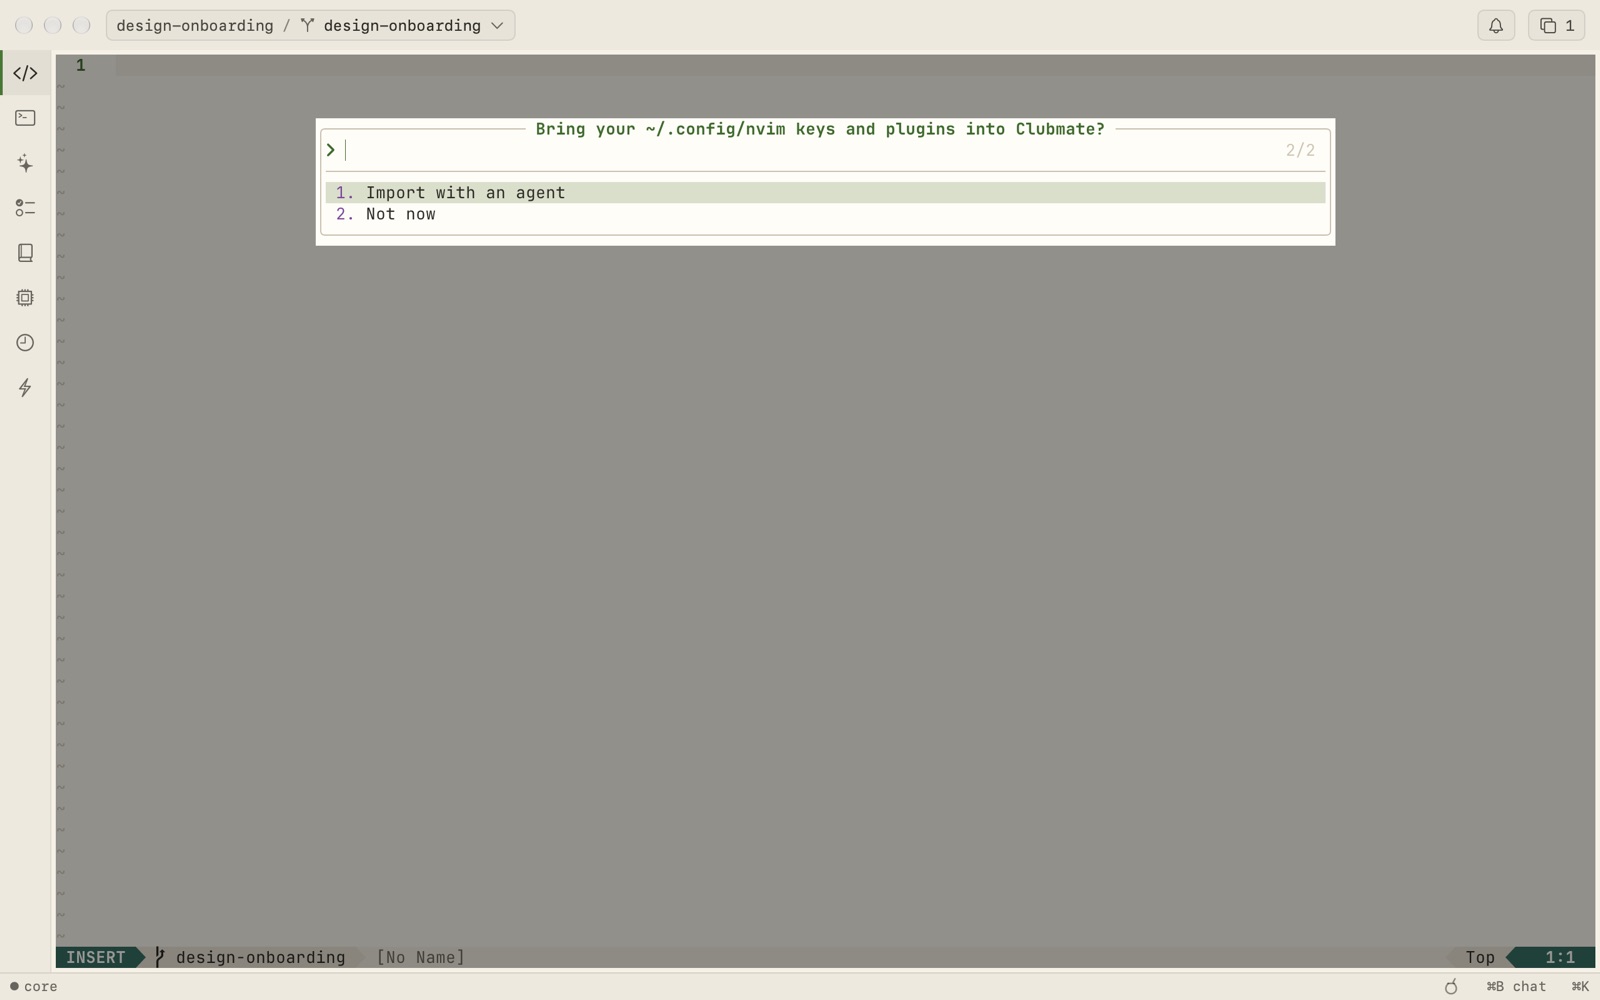 design-onboarding / design-onboarding
1
1
Bring your ~/.config/nvim keys and plugins into Clubmate?
> 2/2
1. Import with an agent
2. Not now
INSERT design-onboarding [No Name] Top 1:1
core ⌘B chat ⌘K